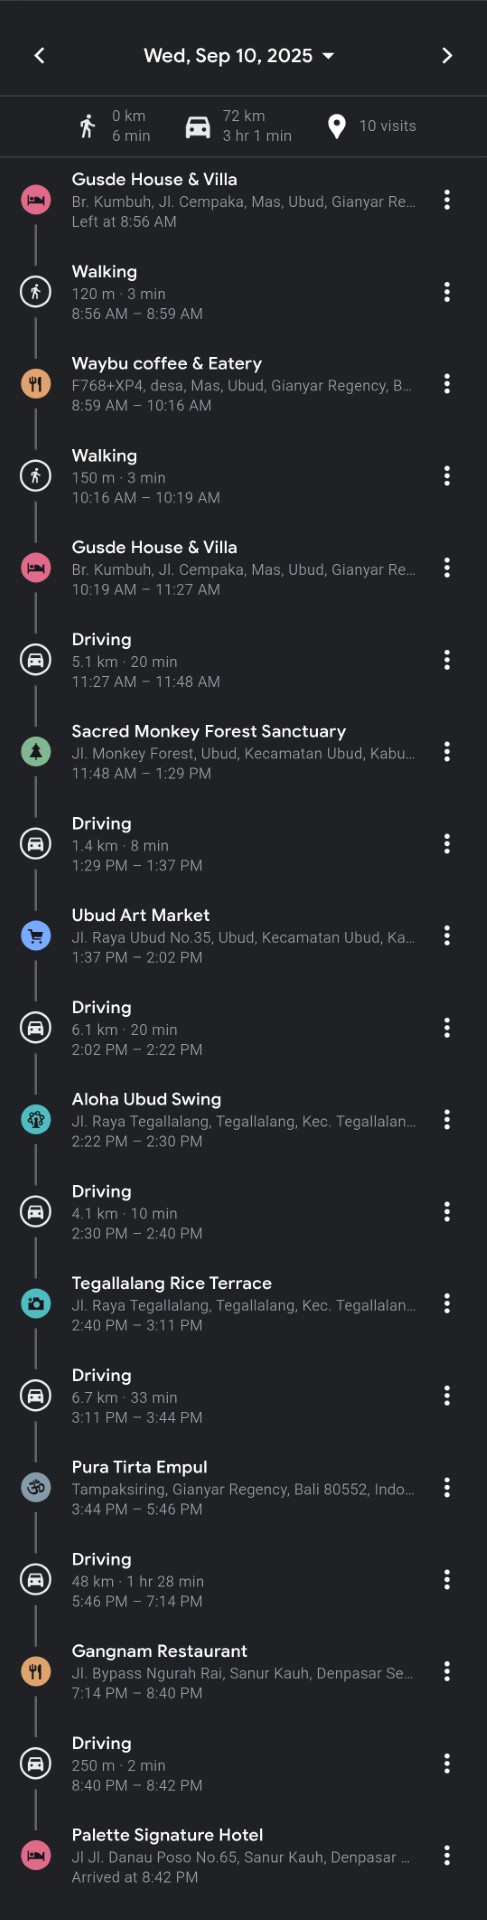 Wed, Sep 10, 2025
0 km
6 min
72 km
3 hr 1 min
10 visits
Gusde House & Villa
Br. Kumbuh, Jl. Cempaka, Mas, Ubud, Gianyar Re...
Left at 8:56 AM
Walking
120 m · 3 min
8:56 AM – 8:59 AM
Waybu coffee & Eatery
F768+XP4, desa, Mas, Ubud, Gianyar Regency, B...
8:59 AM – 10:16 AM
Walking
150 m · 3 min
10:16 AM – 10:19 AM
Gusde House & Villa
Br. Kumbuh, Jl. Cempaka, Mas, Ubud, Gianyar Re...
10:19 AM – 11:27 AM
Driving
5.1 km · 20 min
11:27 AM – 11:48 AM
Sacred Monkey Forest Sanctuary
Jl. Monkey Forest, Ubud, Kecamatan Ubud, Kabu...
11:48 AM – 1:29 PM
Driving
1.4 km · 8 min
1:29 PM – 1:37 PM
Ubud Art Market
Jl. Raya Ubud No.35, Ubud, Kecamatan Ubud, Ka...
1:37 PM – 2:02 PM
Driving
6.1 km · 20 min
2:02 PM – 2:22 PM
Aloha Ubud Swing
Jl. Raya Tegallalang, Tegallalang, Kec. Tegallalan...
2:22 PM – 2:30 PM
Driving
4.1 km · 10 min
2:30 PM – 2:40 PM
Tegallalang Rice Terrace
Jl. Raya Tegallalang, Tegallalang, Kec. Tegallalan...
2:40 PM – 3:11 PM
Driving
6.7 km · 33 min
3:11 PM – 3:44 PM
Pura Tirta Empul
Tampaksiring, Gianyar Regency, Bali 80552, Indo...
3:44 PM – 5:46 PM
Driving
48 km · 1 hr 28 min
5:46 PM – 7:14 PM
Gangnam Restaurant
Jl. Bypass Ngurah Rai, Sanur Kauh, Denpasar Se...
7:14 PM – 8:40 PM
Driving
250 m · 2 min
8:40 PM – 8:42 PM
Palette Signature Hotel
Jl Jl. Danau Poso No.65, Sanur Kauh, Denpasar ...
Arrived at 8:42 PM